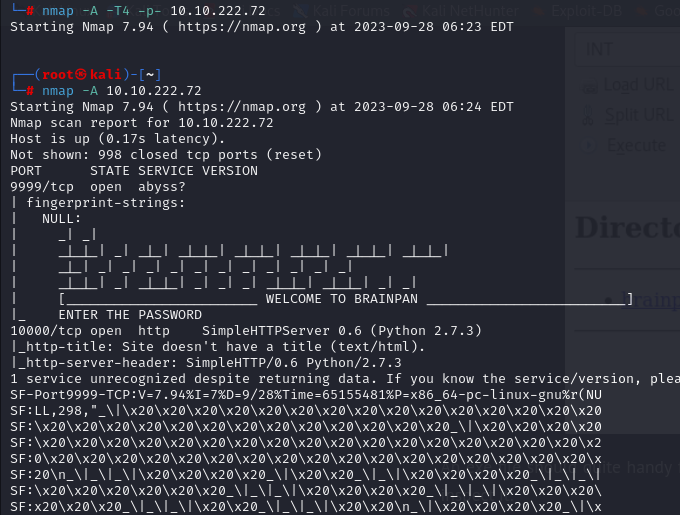 └─# nmap -A -T4 -p- 10.10.222.72
Starting Nmap 7.94 ( https://nmap.org ) at 2023-09-28 06:23 EDT
┌──(root㉿kali)-[~]
└─# nmap -A 10.10.222.72
Starting Nmap 7.94 ( https://nmap.org ) at 2023-09-28 06:24 EDT
Nmap scan report for 10.10.222.72
Host is up (0.17s latency).
Not shown: 998 closed tcp ports (reset)
PORT      STATE SERVICE VERSION
9999/tcp  open  abyss?
| fingerprint-strings:
|   NULL:
|     _| _|
|     _|_|_| _| _|_| _|_|_| _|_|_| _|_|_| _|_|_| _|_|_|
|     _|_| _| _| _| _| _| _| _| _| _| _|
|     _|_|_| _| _|_|_| _| _| _| _|_|_| _|_|_| _| _|
|     [________________________ WELCOME TO BRAINPAN _________________________]
|_    ENTER THE PASSWORD
10000/tcp open  http    SimpleHTTPServer 0.6 (Python 2.7.3)
|_http-title: Site doesn't have a title (text/html).
|_http-server-header: SimpleHTTP/0.6 Python/2.7.3
1 service unrecognized despite returning data. If you know the service/version, plea
SF-Port9999-TCP:V=7.94%I=7%D=9/28%Time=65155481%P=x86_64-pc-linux-gnu%r(NU
SF:LL,298,"_\|\x20\x20\x20\x20\x20\x20\x20\x20\x20\x20\x20\x20\x20\x20\x20
SF:\x20\x20\x20\x20\x20\x20\x20\x20\x20\x20\x20\x20_\|\x20\x20\x20\x20\x20
SF:\x20\x20\x20\x20\x20\x20\x20\x20\x20\x20\x20\x20\x20\x20\x20\x20\x20\x2
SF:0\x20\x20\x20\x20\x20\x20\x20\x20\x20\x20\x20\x20\x20\x20\x20\x20\x20\x
SF:20\n_\|_\|_\|\x20\x20\x20\x20_\|\x20\x20_\|_\|\x20\x20\x20\x20_\|_\|_\|
SF:\x20\x20\x20\x20\x20\x20_\|_\|_\|\x20\x20\x20\x20_\|_\|_\|\x20\x20\x20\
SF:x20\x20\x20_\|_\|_\|\x20\x20_\|_\|_\|\x20\x20\n_\|\x20\x20\x20\x20_\|\x
Kali Forums
Kali NetHunter
Exploit-DB
INT
Load URL
Split URL
Execute